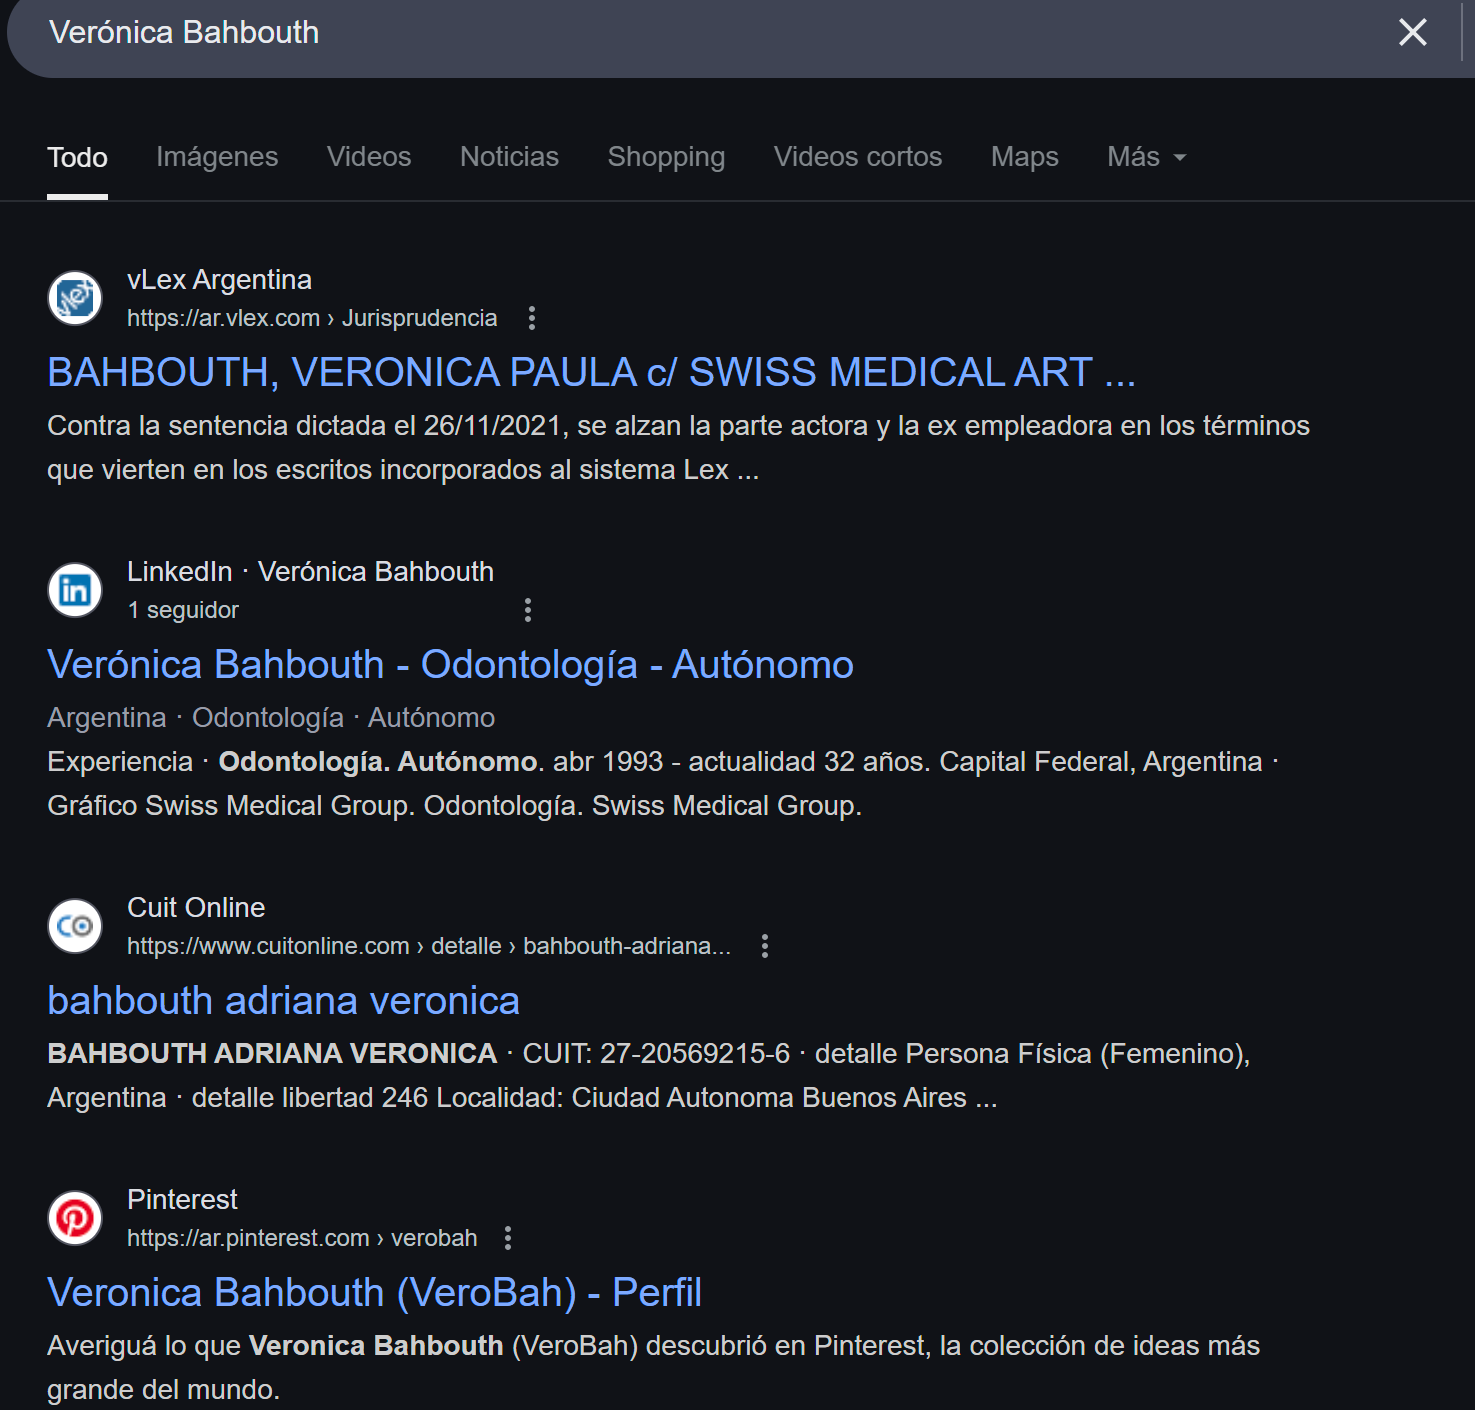 Verónica Bahbouth
Todo Imágenes Videos Noticias Shopping Videos cortos Maps Más
vLex Argentina
https://ar.vlex.com › Jurisprudencia
BAHBOUTH, VERONICA PAULA c/ SWISS MEDICAL ART ...
Contra la sentencia dictada el 26/11/2021, se alzan la parte actora y la ex empleadora en los términos
que vierten en los escritos incorporados al sistema Lex ...
LinkedIn · Verónica Bahbouth
1 seguidor
Verónica Bahbouth - Odontología - Autónomo
Argentina · Odontología · Autónomo
Experiencia · Odontología. Autónomo. abr 1993 - actualidad 32 años. Capital Federal, Argentina ·
Gráfico Swiss Medical Group. Odontología. Swiss Medical Group.
Cuit Online
https://www.cuitonline.com › detalle › bahbouth-adriana...
bahbouth adriana veronica
BAHBOUTH ADRIANA VERONICA · CUIT: 27-20569215-6 · detalle Persona Física (Femenino),
Argentina · detalle libertad 246 Localidad: Ciudad Autonoma Buenos Aires ...
Pinterest
https://ar.pinterest.com › verobah
Veronica Bahbouth (VeroBah) - Perfil
Averiguá lo que Veronica Bahbouth (VeroBah) descubrió en Pinterest, la colección de ideas más
grande del mundo.